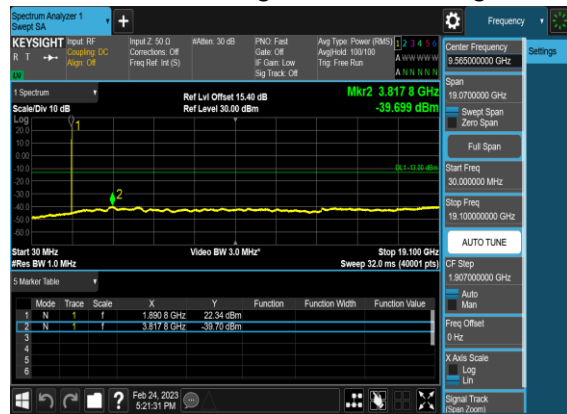 Spectrum Analyzer 1
Swept SA
KEYSIGHT
R T
Input: RF
Coupling: DC
Align: Off
Input Z: 50 Ω
Corrections: Off
Freq Ref: Int (S)
#Atten: 30 dB
PNO: Fast
Gate: Off
IF Gain: Low
Sig Track: Off
Avg Type: Power (RMS)
Avg|Hold: 100/100
Trig: Free Run
1 2 3 4 5 6
A W W W W W
A N N N N N
1 Spectrum
Scale/Div 10 dB
Ref Lvl Offset 15.40 dB
Ref Level 30.00 dBm
Mkr2 3.817 8 GHz
-39.699 dBm
Log
20.0
10.0
0.00
-10.0
-20.0
-30.0
-40.0
-50.0
-60.0
1
2
DL1 -13.00 dBm
Start 30 MHz
#Res BW 1.0 MHz
Video BW 3.0 MHz*
Stop 19.100 GHz
Sweep 32.0 ms (40001 pts)
5 Marker Table
Mode Trace Scale X Y Function Function Width Function Value
1 N 1 f 1.890 8 GHz 22.34 dBm
2 N 1 f 3.817 8 GHz -39.70 dBm
3
4
5
6
Feb 24, 2023
5:21:31 PM
Frequency
Settings
Center Frequency
9.565000000 GHz
Span
19.0700000 GHz
Swept Span
Zero Span
Full Span
Start Freq
30.000000 MHz
Stop Freq
19.100000000 GHz
AUTO TUNE
CF Step
1.907000000 GHz
Auto
Man
Freq Offset
0 Hz
X Axis Scale
Log
Lin
Signal Track
(Span Zoom)